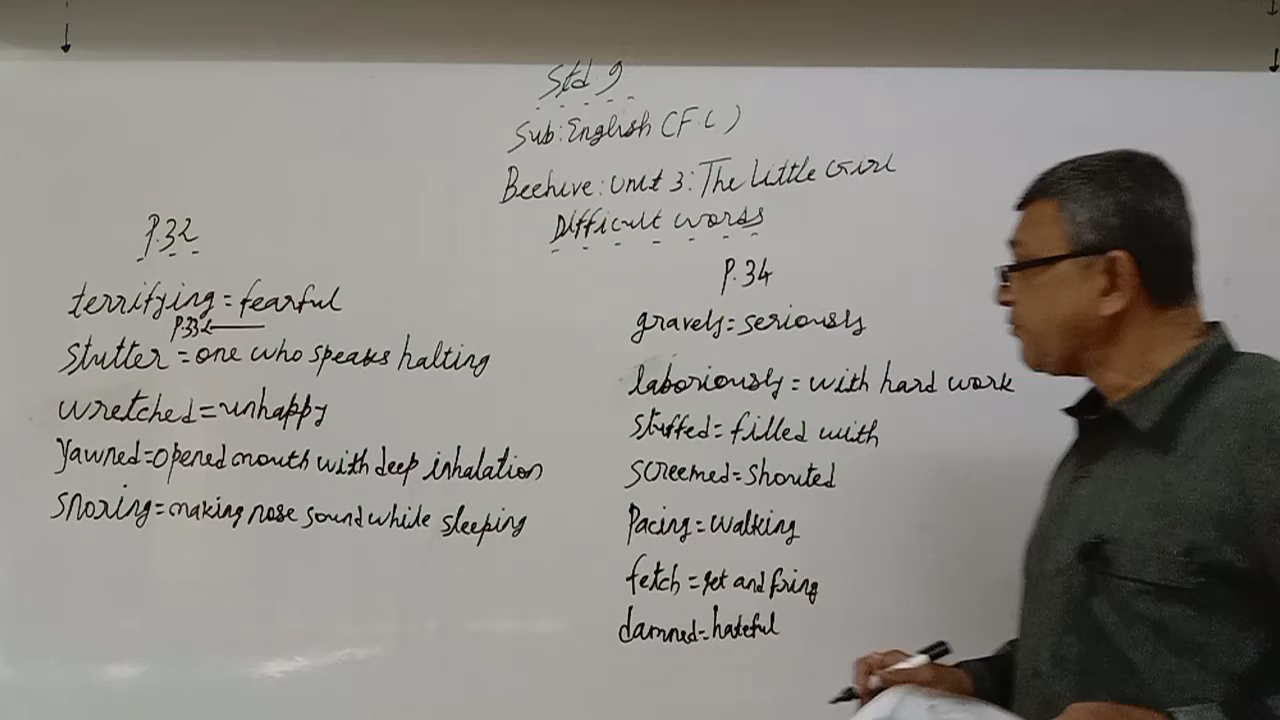 Std 9
Sub: English (F.L)
Beehive: Unit 3: The Little Girl
Difficult words
P.32
terrifying = fearful
P.33
stutter = one who speaks halting
wretched = unhappy
yawned = opened mouth with deep inhalation
snoring = making nose sound while sleeping
P.34
gravely = seriously
laboriously = with hard work
stuffed = filled with
screemed = shouted
Pacing = walking
fetch = get and bring
damned = hateful